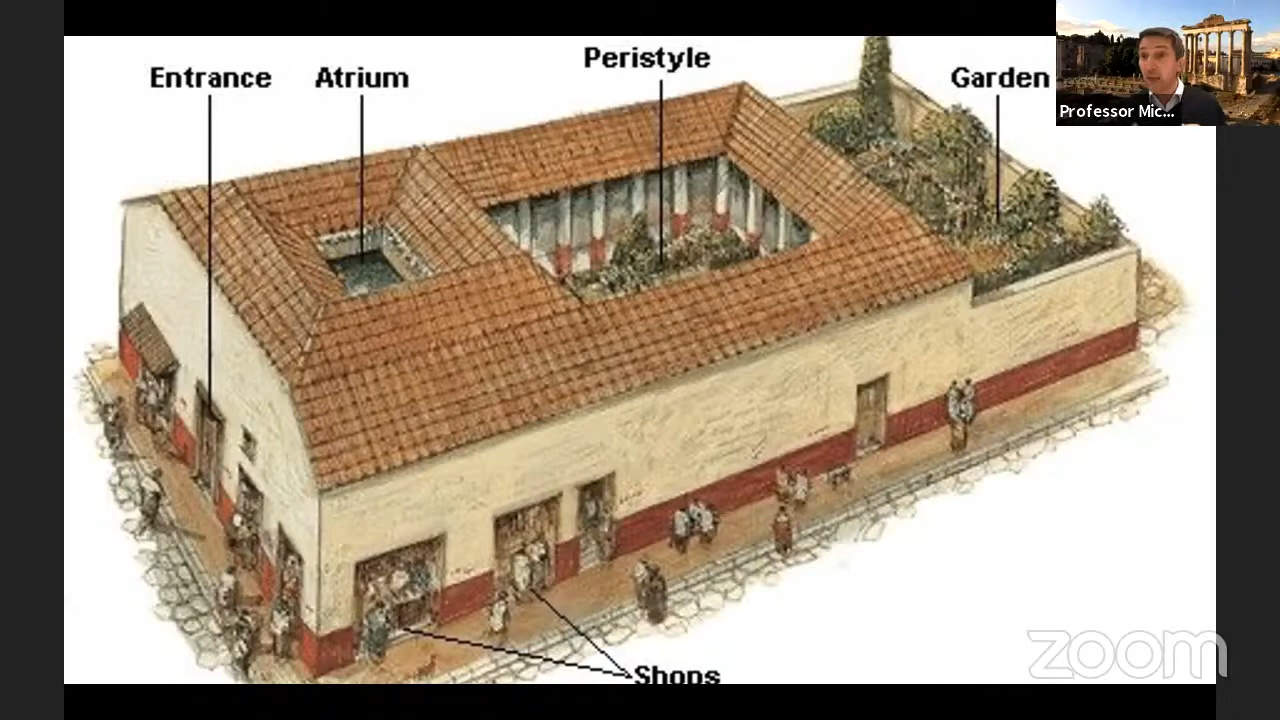 Entrance
Atrium
Peristyle
Garden
Professor Mic...
Shops
zoom